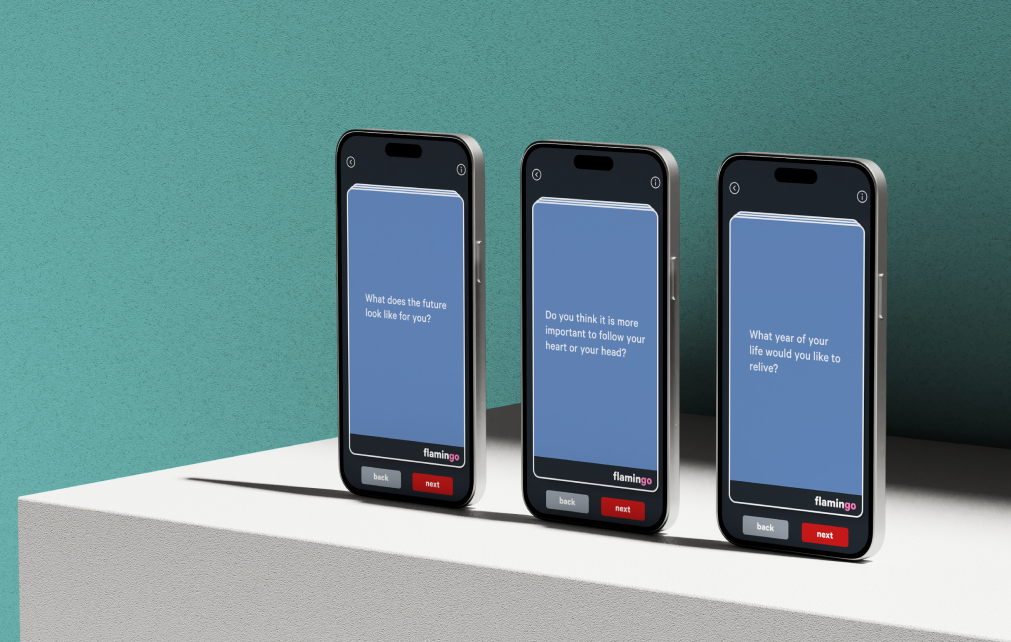 What does the future
look like for you?
flamingo
back
next
Do you think it is more
important to follow your
heart or your head?
flamingo
back
next
What year of your
life would you like to
relive?
flamingo
back
next